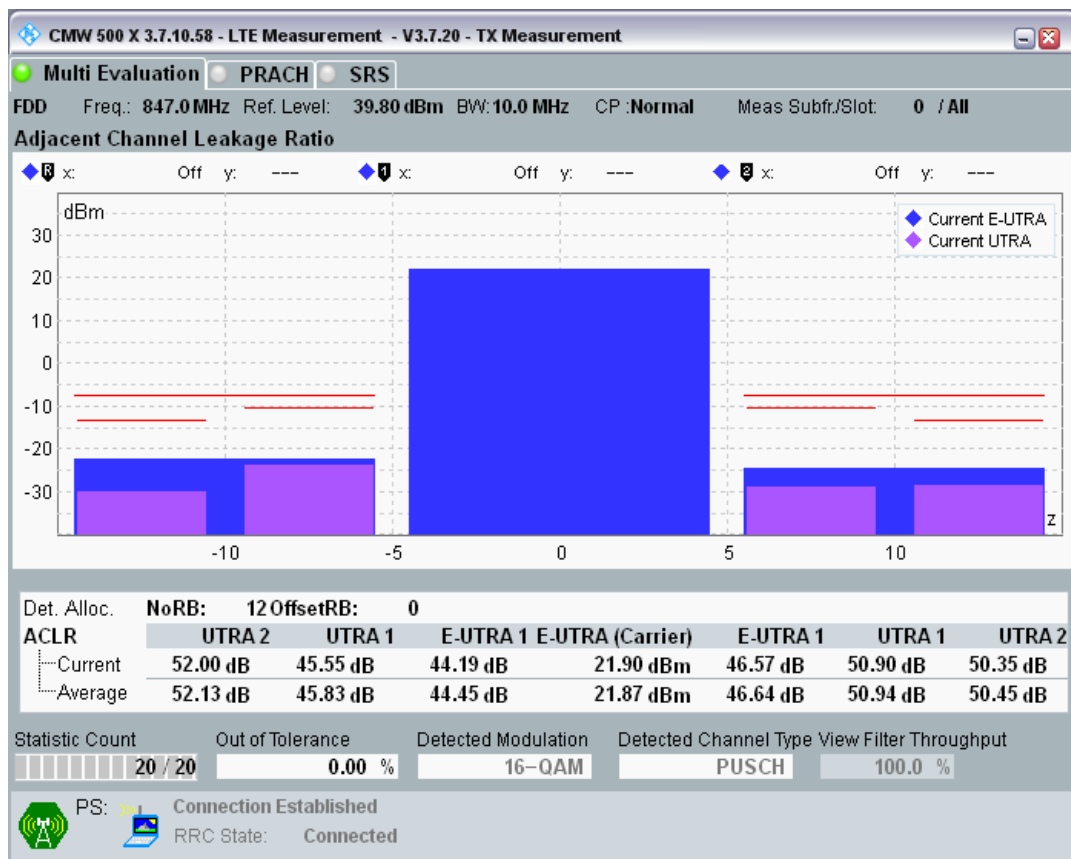 CMW 500 X 3.7.10.58 - LTE Measurement - V3.7.20 - TX Measurement
Multi Evaluation PRACH SRS
FDD Freq.: 847.0 MHz Ref. Level: 39.80 dBm BW: 10.0 MHz CP :Normal Meas Subfr./Slot: 0 / All
Adjacent Channel Leakage Ratio
R x: Off y: --- 1 x: Off y: --- 2 x: Off y: ---
dBm
Current E-UTRA
Current UTRA
30
20
10
0
-10
-20
-30
z
-10 -5 0 5 10
Det. Alloc. NoRB: 12 OffsetRB: 0
ACLR UTRA 2 UTRA 1 E-UTRA 1 E-UTRA (Carrier) E-UTRA 1 UTRA 1 UTRA 2
Current 52.00 dB 45.55 dB 44.19 dB 21.90 dBm 46.57 dB 50.90 dB 50.35 dB
Average 52.13 dB 45.83 dB 44.45 dB 21.87 dBm 46.64 dB 50.94 dB 50.45 dB
Statistic Count Out of Tolerance Detected Modulation Detected Channel Type View Filter Throughput
20 / 20 0.00 % 16-QAM PUSCH 100.0 %
PS: Connection Established
RRC State: Connected